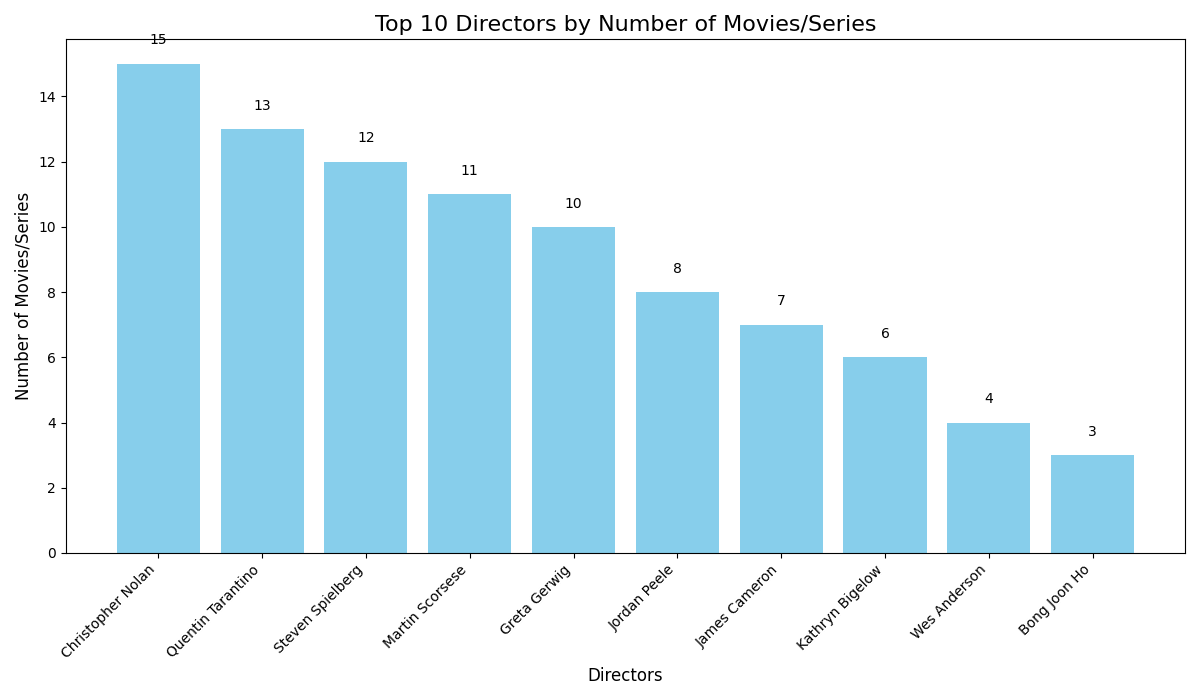 Top 10 Directors by Number of Movies/Series
15
13
12
11
10
8
7
6
4
3
Number of Movies/Series
14
12
10
8
6
4
2
0
Christopher Nolan
Quentin Tarantino
Steven Spielberg
Martin Scorsese
Greta Gerwig
Jordan Peele
James Cameron
Kathryn Bigelow
Wes Anderson
Bong Joon Ho
Directors